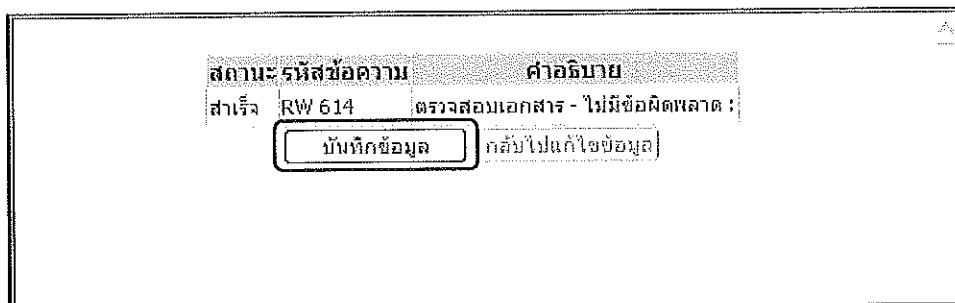 สถานะ รหัสข้อความ คำอธิบาย
สำเร็จ RW 614 ตรวจสอบเอกสาร - ไม่มีข้อผิดพลาด :
บันทึกข้อมูล กลับไปแก้ไขข้อมูล